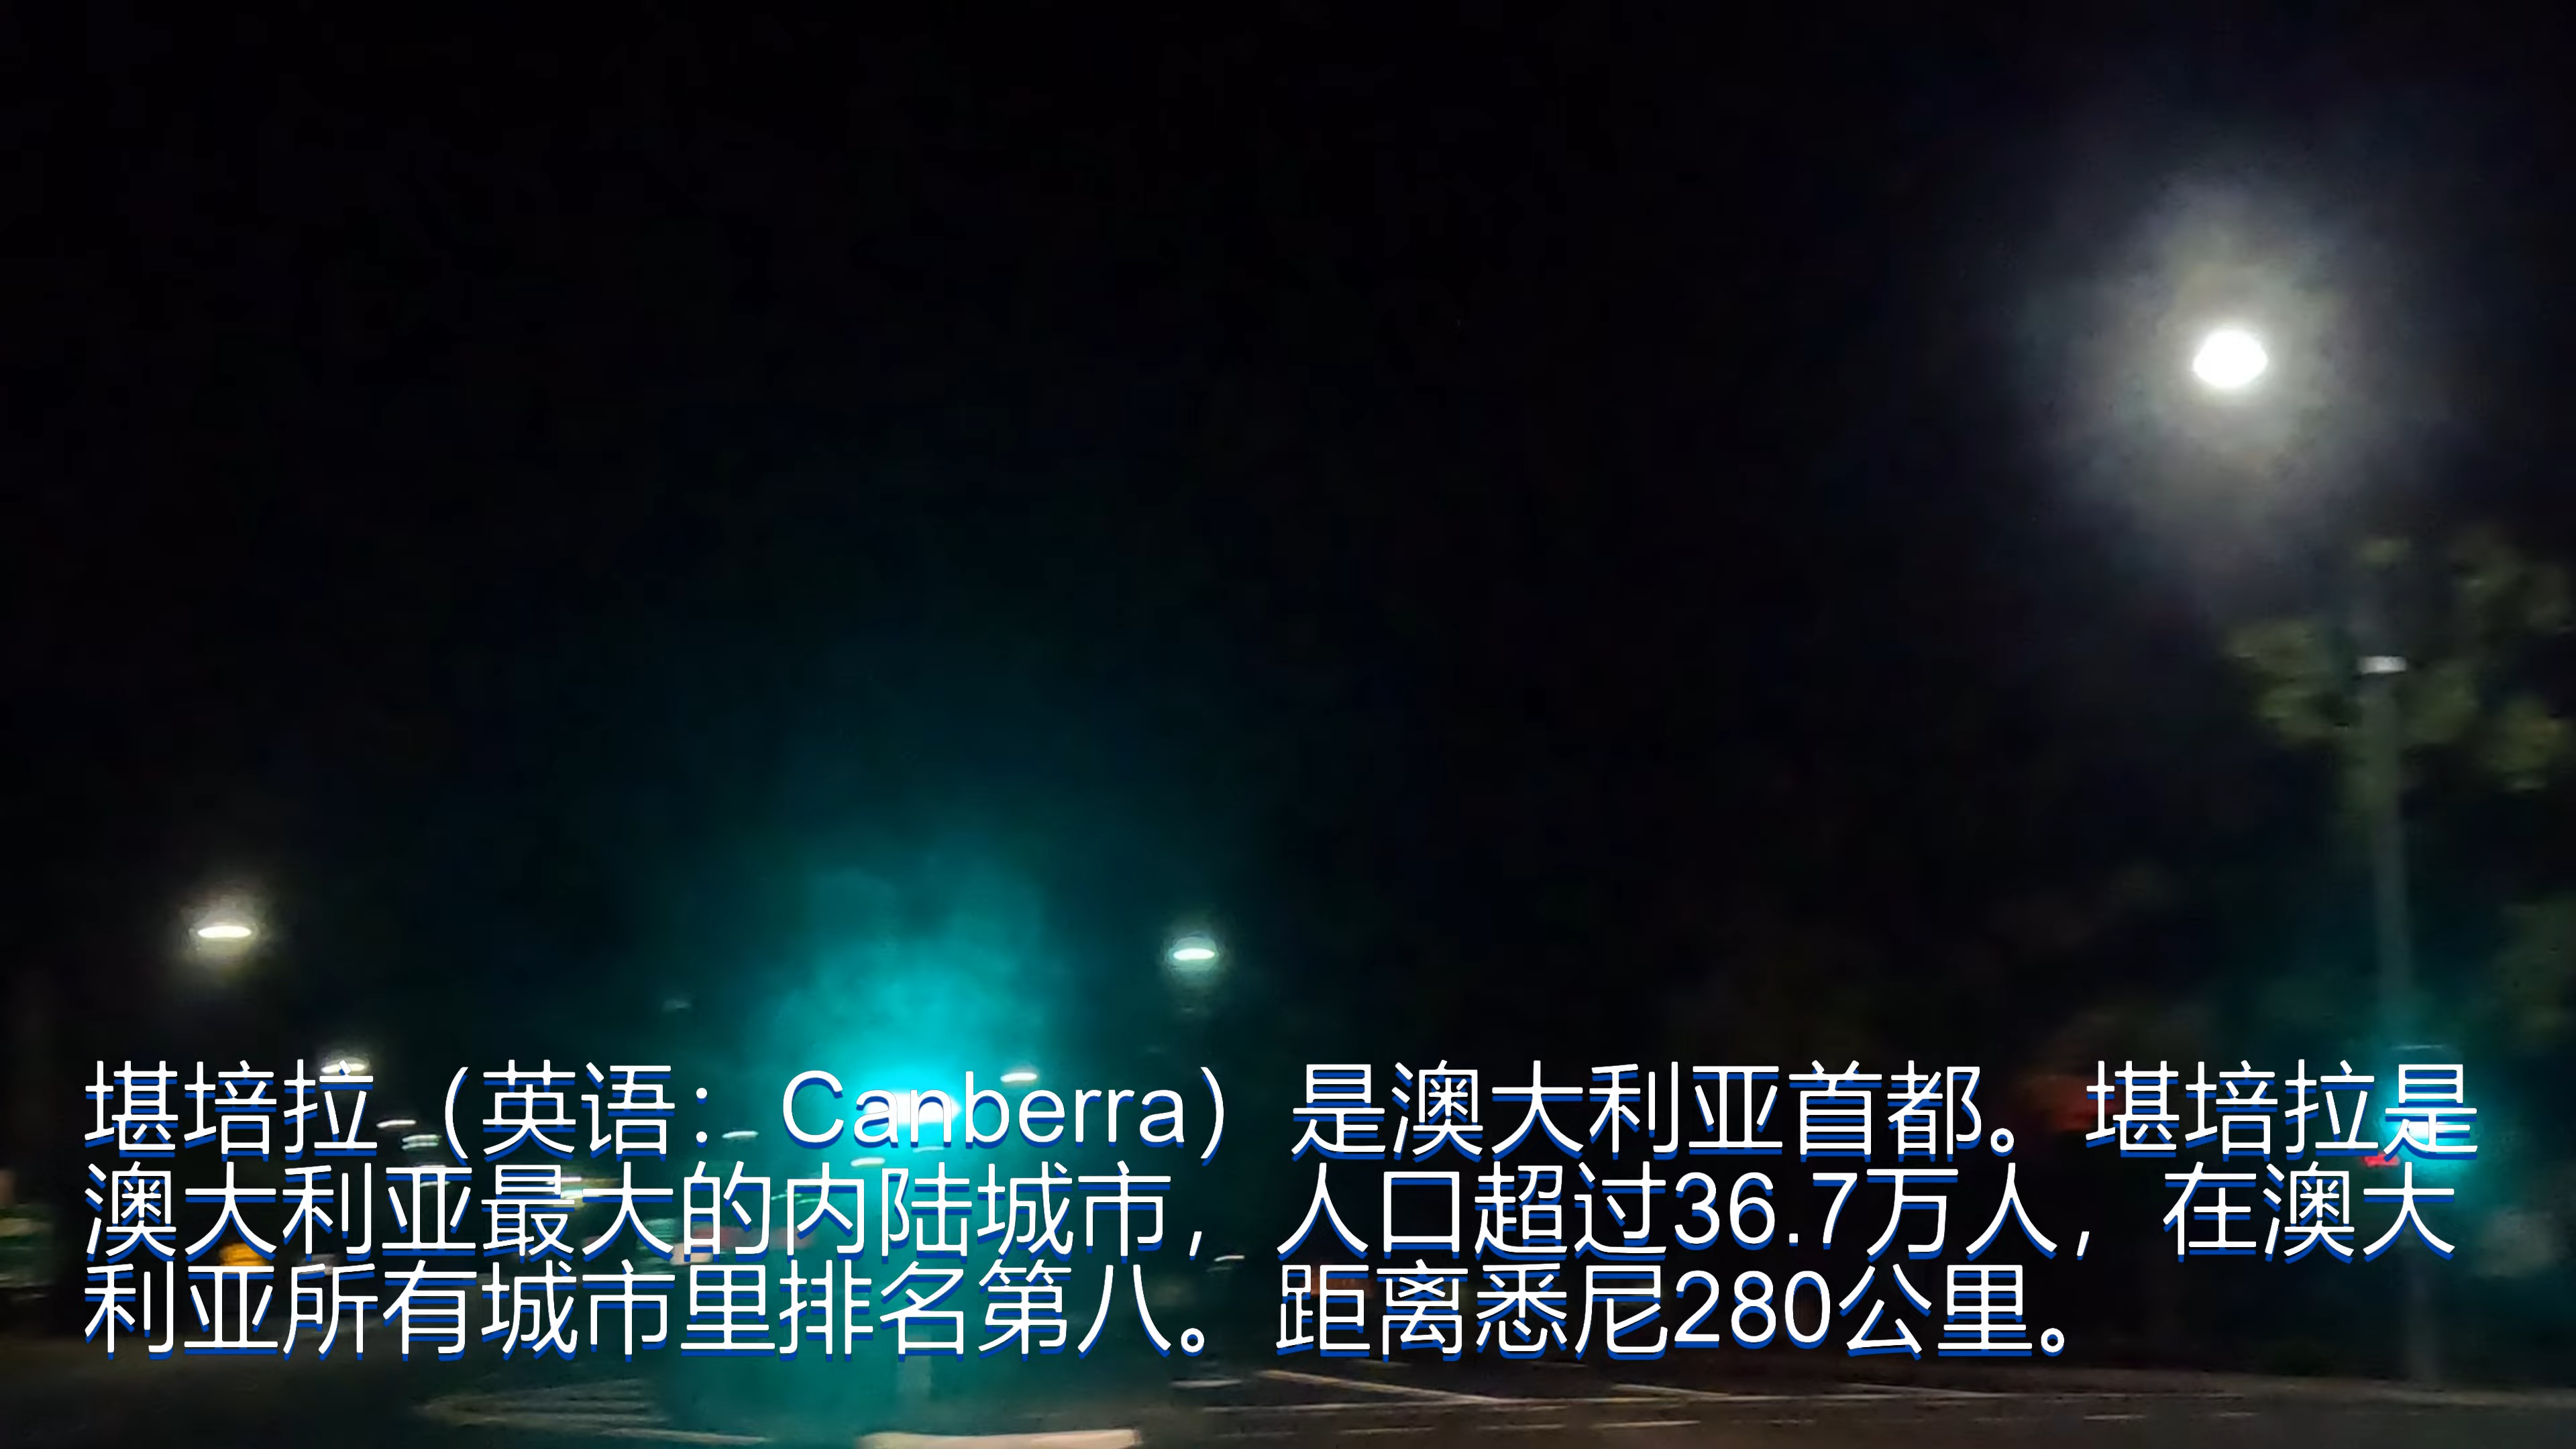 堪培拉（英语：Canberra）是澳大利亚首都。堪培拉是
澳大利亚最大的内陆城市，人口超过36.7万人，在澳大
利亚所有城市里排名第八。距离悉尼280公里。